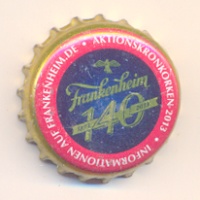 • AKTIONSKRONKORKEN 2013 • INFORMATIONEN AUF FRANKENHEIM.DE
Frankenheim
140